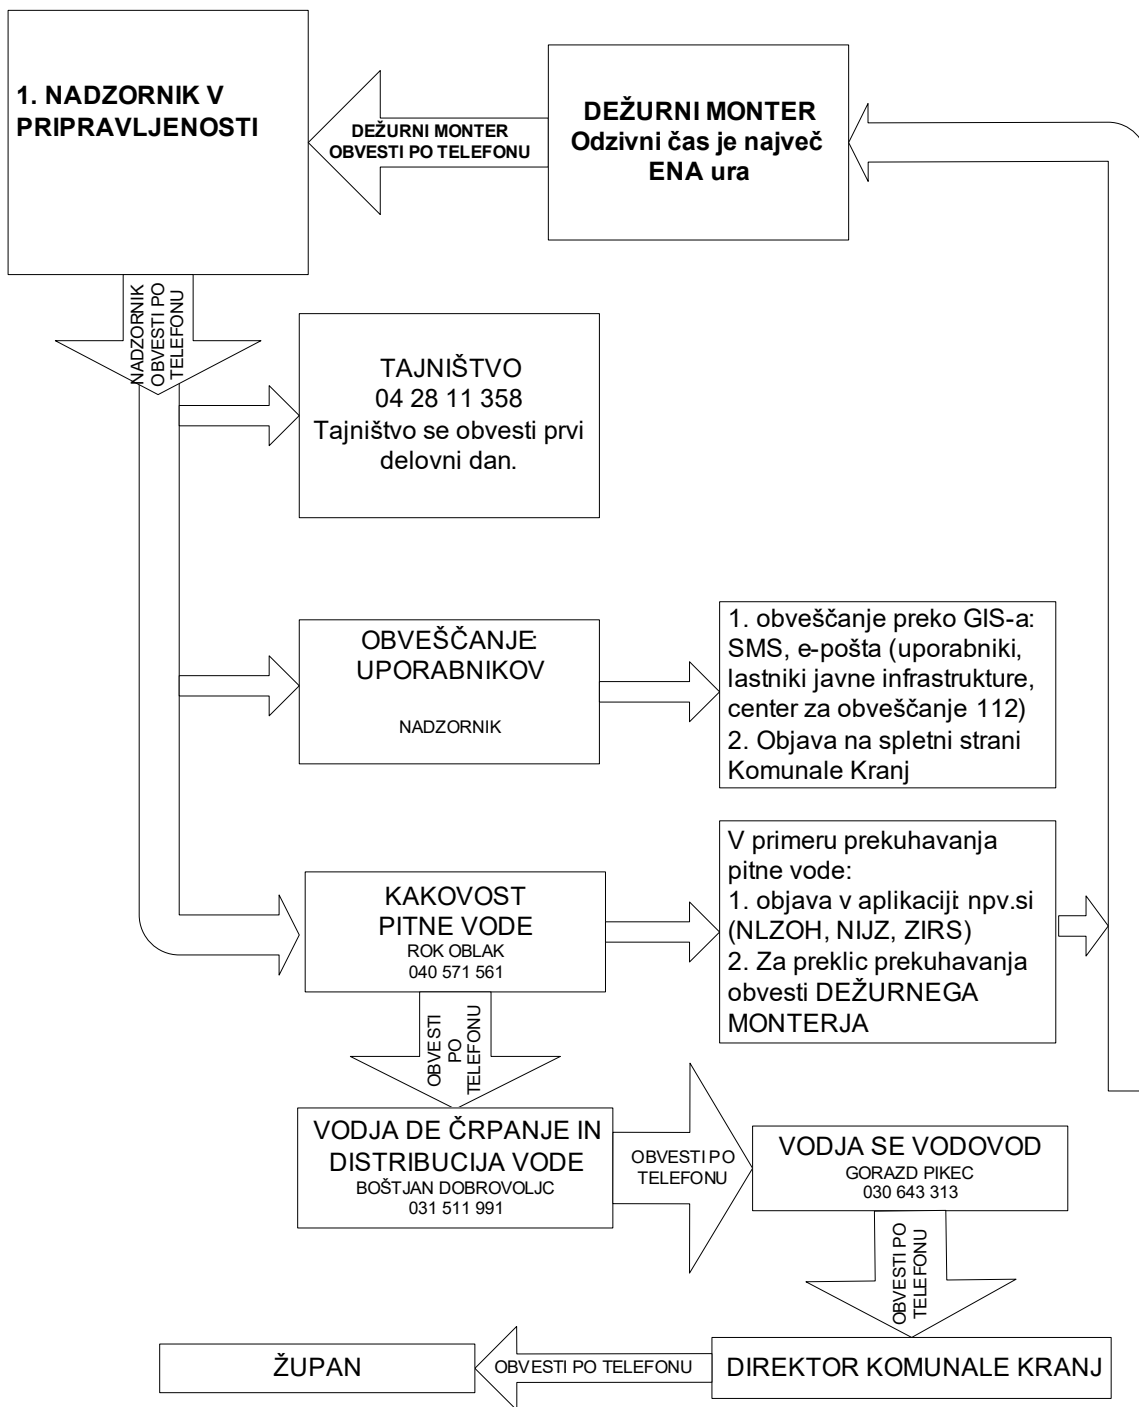 1. NADZORNIK V
PRIPRAVLJENOSTI
DEŽURNI MONTER
OBVESTI PO TELEFONU
DEŽURNI MONTER
Odzivni čas je največ
ENA ura
NADZORNIK
OBVESTI PO
TELEFONU
TAJNIŠTVO
04 28 11 358
Tajništvo se obvesti prvi
delovni dan.
OBVEŠČANJE:
UPORABNIKOV
NADZORNIK
1. obveščanje preko GIS-a:
SMS, e-pošta (uporabniki,
lastniki javne infrastrukture,
center za obveščanje 112)
2. Objava na spletni strani
Komunale Kranj
KAKOVOST
PITNE VODE
ROK OBLAK
040 571 561
V primeru prekuhavanja
pitne vode:
1. objava v aplikaciji: npv.si
(NLZOH, NIJZ, ZIRS)
2. Za preklic prekuhavanja
obvesti DEŽURNEGA
MONTERJA
OBVESTI
PO
TELEFONU
VODJA DE ČRPANJE IN
DISTRIBUCIJA VODE
BOŠTJAN DOBROVOLJC
031 511 991
OBVESTI PO
TELEFONU
VODJA SE VODOVOD
GORAZD PIKEC
030 643 313
OBVESTI PO
TELEFONU
ŽUPAN
OBVESTI PO TELEFONU
DIREKTOR KOMUNALE KRANJ